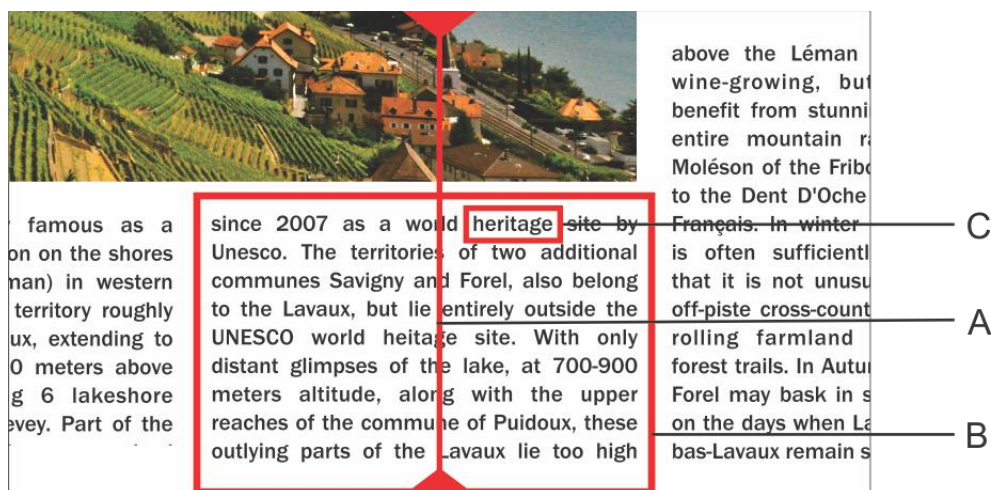 famous as a
on on the shores
man) in western
territory roughly
ux, extending to
0 meters above
g 6 lakeshore
evey. Part of the
since 2007 as a world heritage site by
Unesco. The territories of two additional
communes Savigny and Forel, also belong
to the Lavaux, but lie entirely outside the
UNESCO world heitage site. With only
distant glimpses of the lake, at 700-900
meters altitude, along with the upper
reaches of the commune of Puidoux, these
outlying parts of the Lavaux lie too high
above the Léman
wine-growing, but
benefit from stunni
entire mountain ra
Moléson of the Fribo
to the Dent D'Oche
Français. In winter
is often sufficientl
that it is not unusu
off-piste cross-count
rolling farmland
forest trails. In Autu
Forel may bask in s
on the days when La
bas-Lavaux remain s
C
A
B